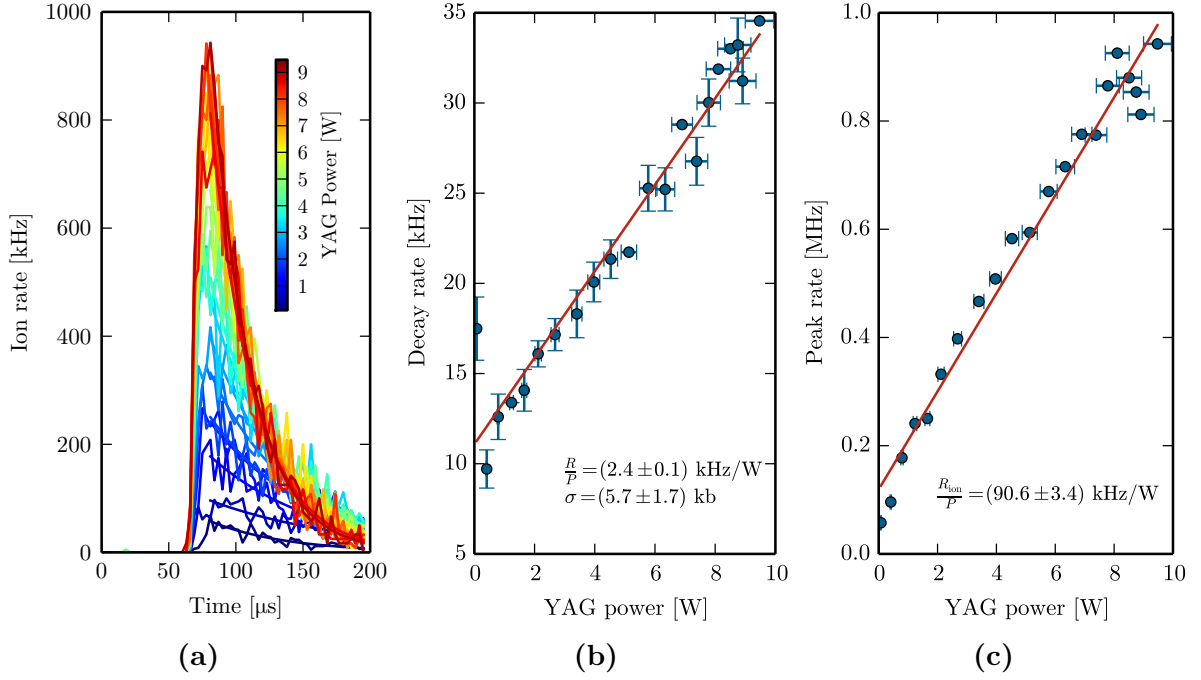 1000
800
600
400
200
0
Ion rate [kHz]
0 50 100 150 200
Time [µs]
9
8
7
6
5
4
3
2
1
YAG Power [W]
(a)
35
30
25
20
15
10
5
Decay rate [kHz]
R/P =(2.4 ±0.1) kHz/W
σ =(5.7 ±1.7) kb
0 2 4 6 8 10
YAG power [W]
(b)
1.0
0.8
0.6
0.4
0.2
0.0
Peak rate [MHz]
R_ion/P =(90.6 ±3.4) kHz/W
0 2 4 6 8 10
YAG power [W]
(c)